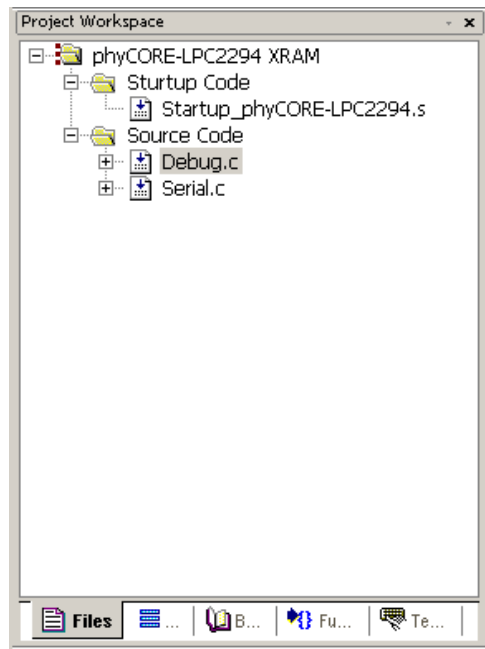 Project Workspace
phyCORE-LPC2294 XRAM
Sturtup Code
Startup_phyCORE-LPC2294.s
Source Code
Debug.c
Serial.c
Files ... B... Fu... Te...